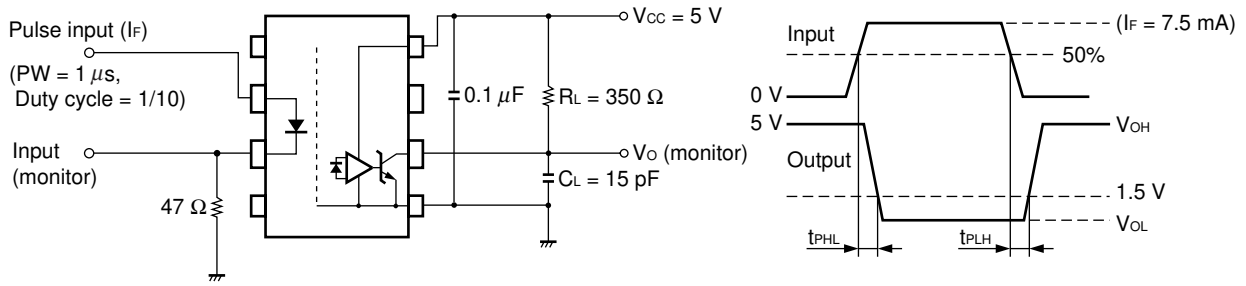 Pulse input (IF)
(PW = 1 μs,
Duty cycle = 1/10)
Input
(monitor)
47 Ω
VCC = 5 V
0.1 μF
RL = 350 Ω
VO (monitor)
CL = 15 pF
Input
(IF = 7.5 mA)
50%
0 V
5 V
VOH
Output
1.5 V
VOL
tPHL
tPLH